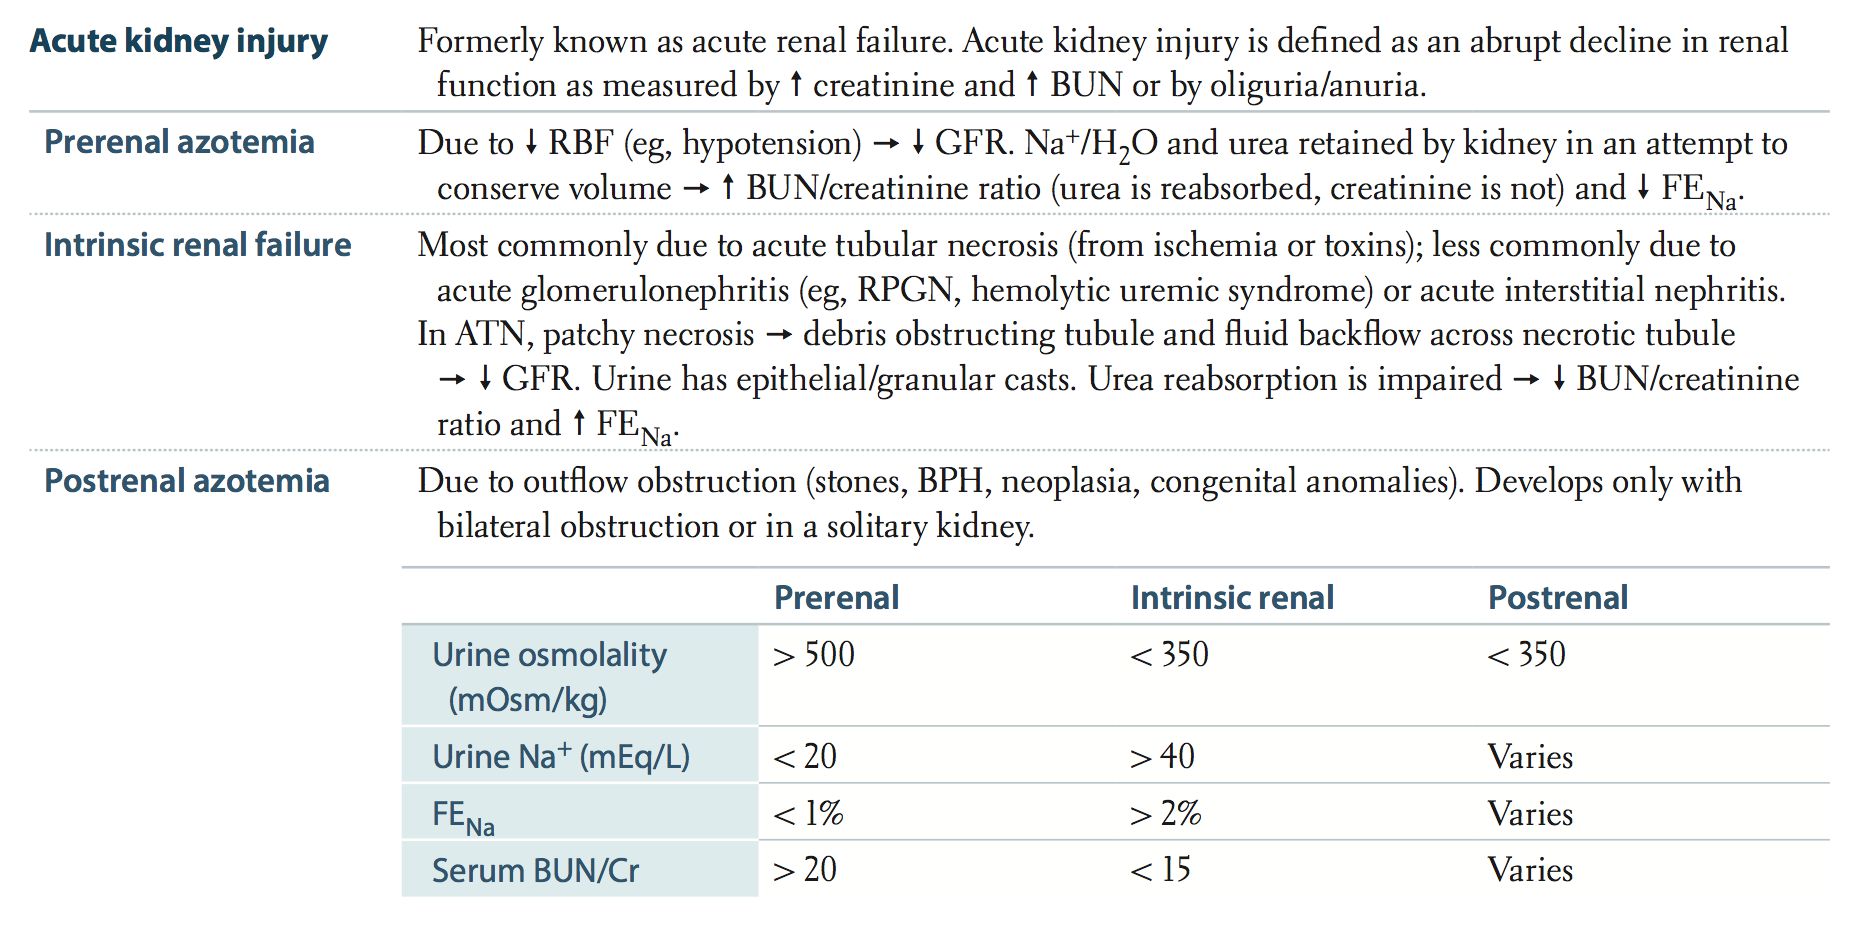 Acute kidney injury
Formerly known as acute renal failure. Acute kidney injury is defined as an abrupt decline in renal
function as measured by ↑ creatinine and ↑ BUN or by oliguria/anuria.
Prerenal azotemia
Due to ↓ RBF (eg, hypotension) → ↓ GFR. Na⁺/H₂O and urea retained by kidney in an attempt to
conserve volume → ↑ BUN/creatinine ratio (urea is reabsorbed, creatinine is not) and ↓ FENa.
Intrinsic renal failure
Most commonly due to acute tubular necrosis (from ischemia or toxins); less commonly due to
acute glomerulonephritis (eg, RPGN, hemolytic uremic syndrome) or acute interstitial nephritis.
In ATN, patchy necrosis → debris obstructing tubule and fluid backflow across necrotic tubule
→ ↓ GFR. Urine has epithelial/granular casts. Urea reabsorption is impaired → ↓ BUN/creatinine
ratio and ↑ FENa.
Postrenal azotemia
Due to outflow obstruction (stones, BPH, neoplasia, congenital anomalies). Develops only with
bilateral obstruction or in a solitary kidney.
Prerenal Intrinsic renal Postrenal
Urine osmolality > 500 < 350 < 350
(mOsm/kg)
Urine Na⁺ (mEq/L) < 20 > 40 Varies
FENa < 1% > 2% Varies
Serum BUN/Cr > 20 < 15 Varies